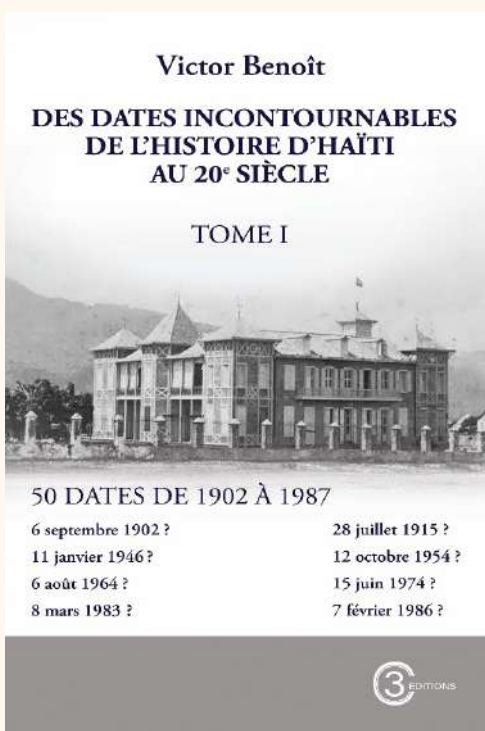 Victor Benoît
DES DATES INCONTOURNABLES
DE L'HISTOIRE D'HAÏTI
AU 20e SIÈCLE
TOME I
50 DATES DE 1902 À 1987
6 septembre 1902 ?
28 juillet 1915 ?
11 janvier 1946 ?
12 octobre 1954 ?
6 août 1964 ?
15 juin 1974 ?
8 mars 1983 ?
7 février 1986 ?
C3 EDITIONS